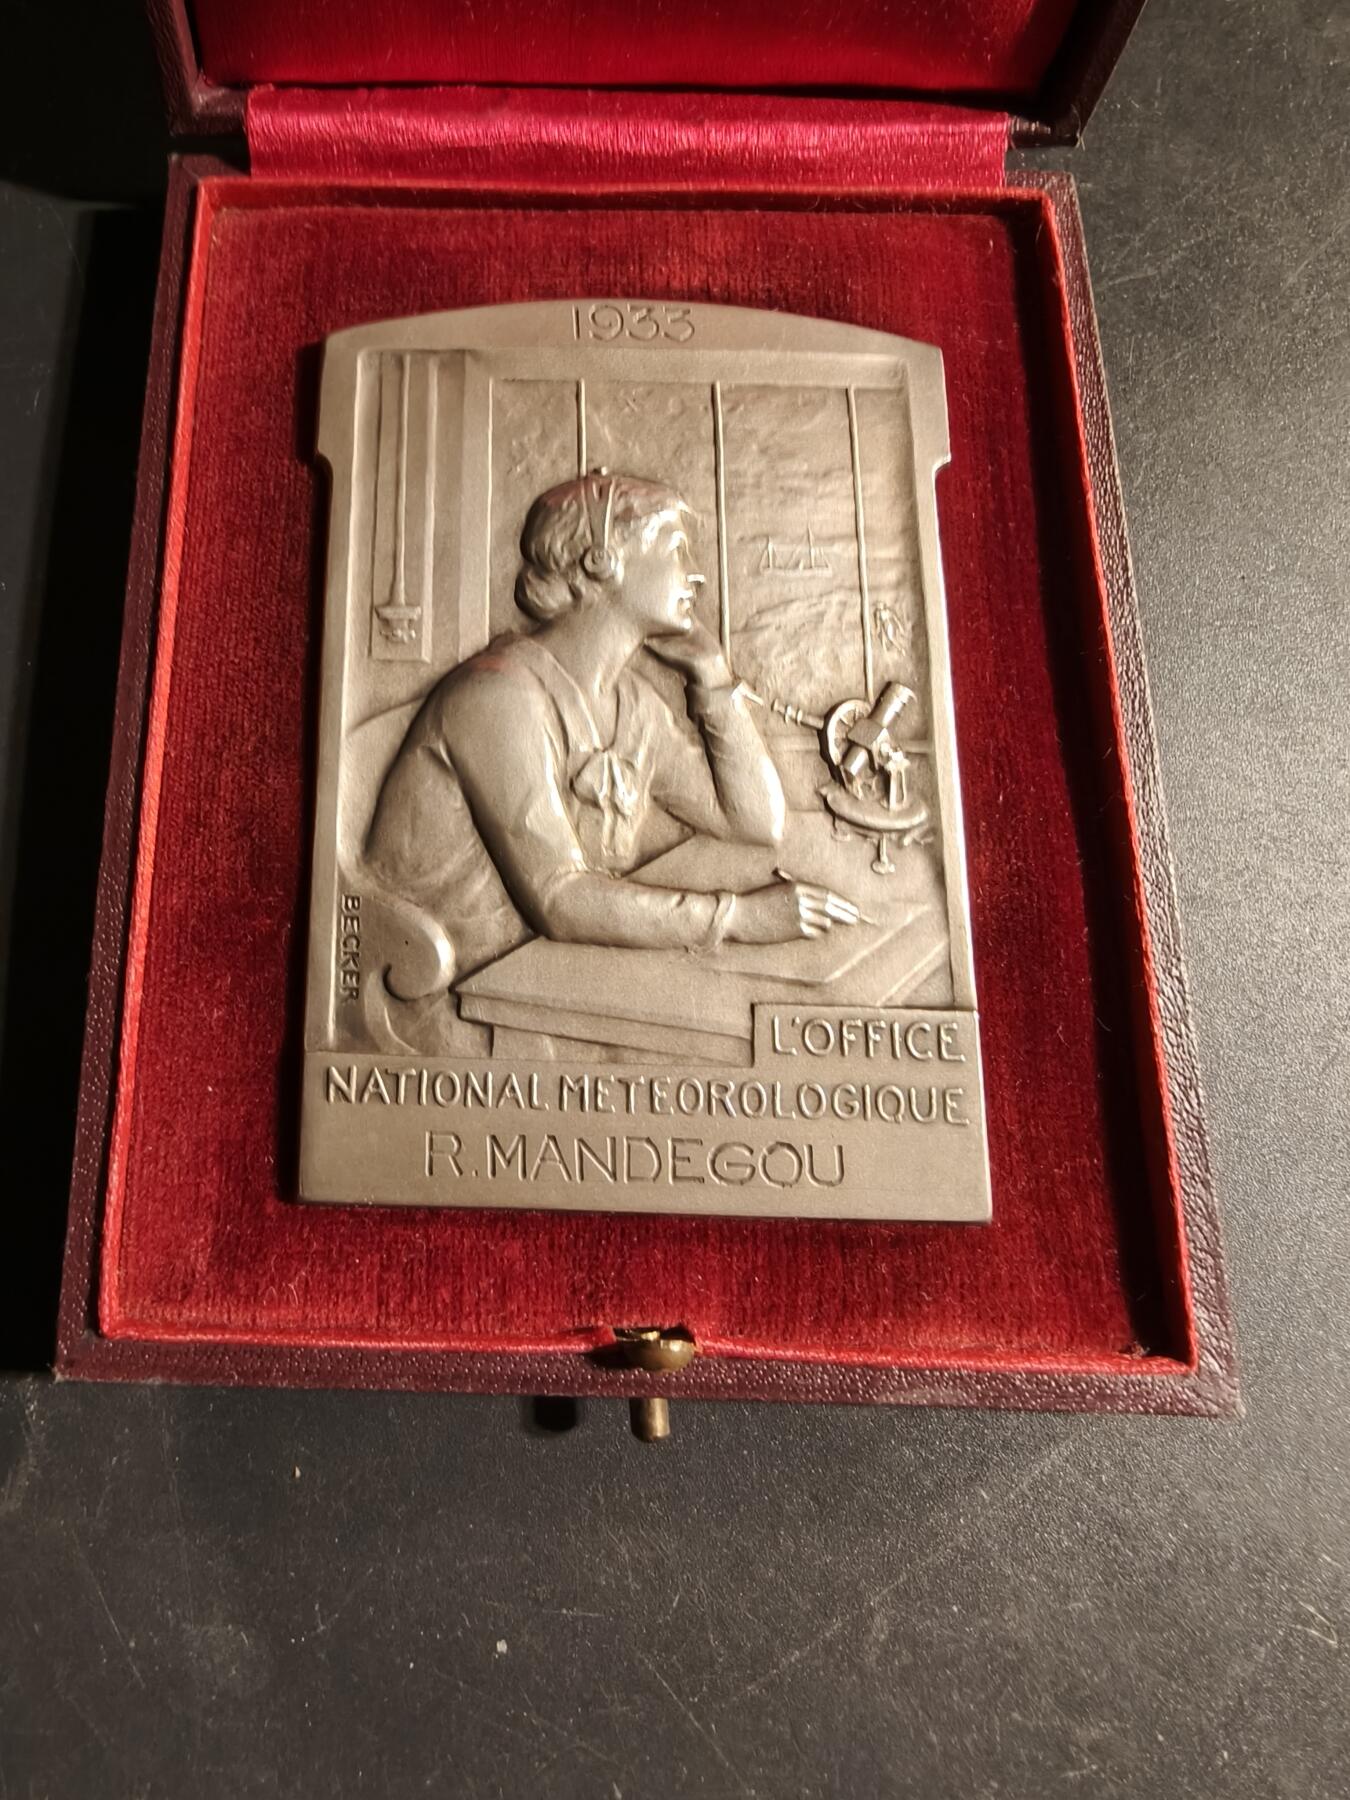 1933
BECKER
L'OFFICE
NATIONAL METEOROLOGIQUE
R. MANDEGOU